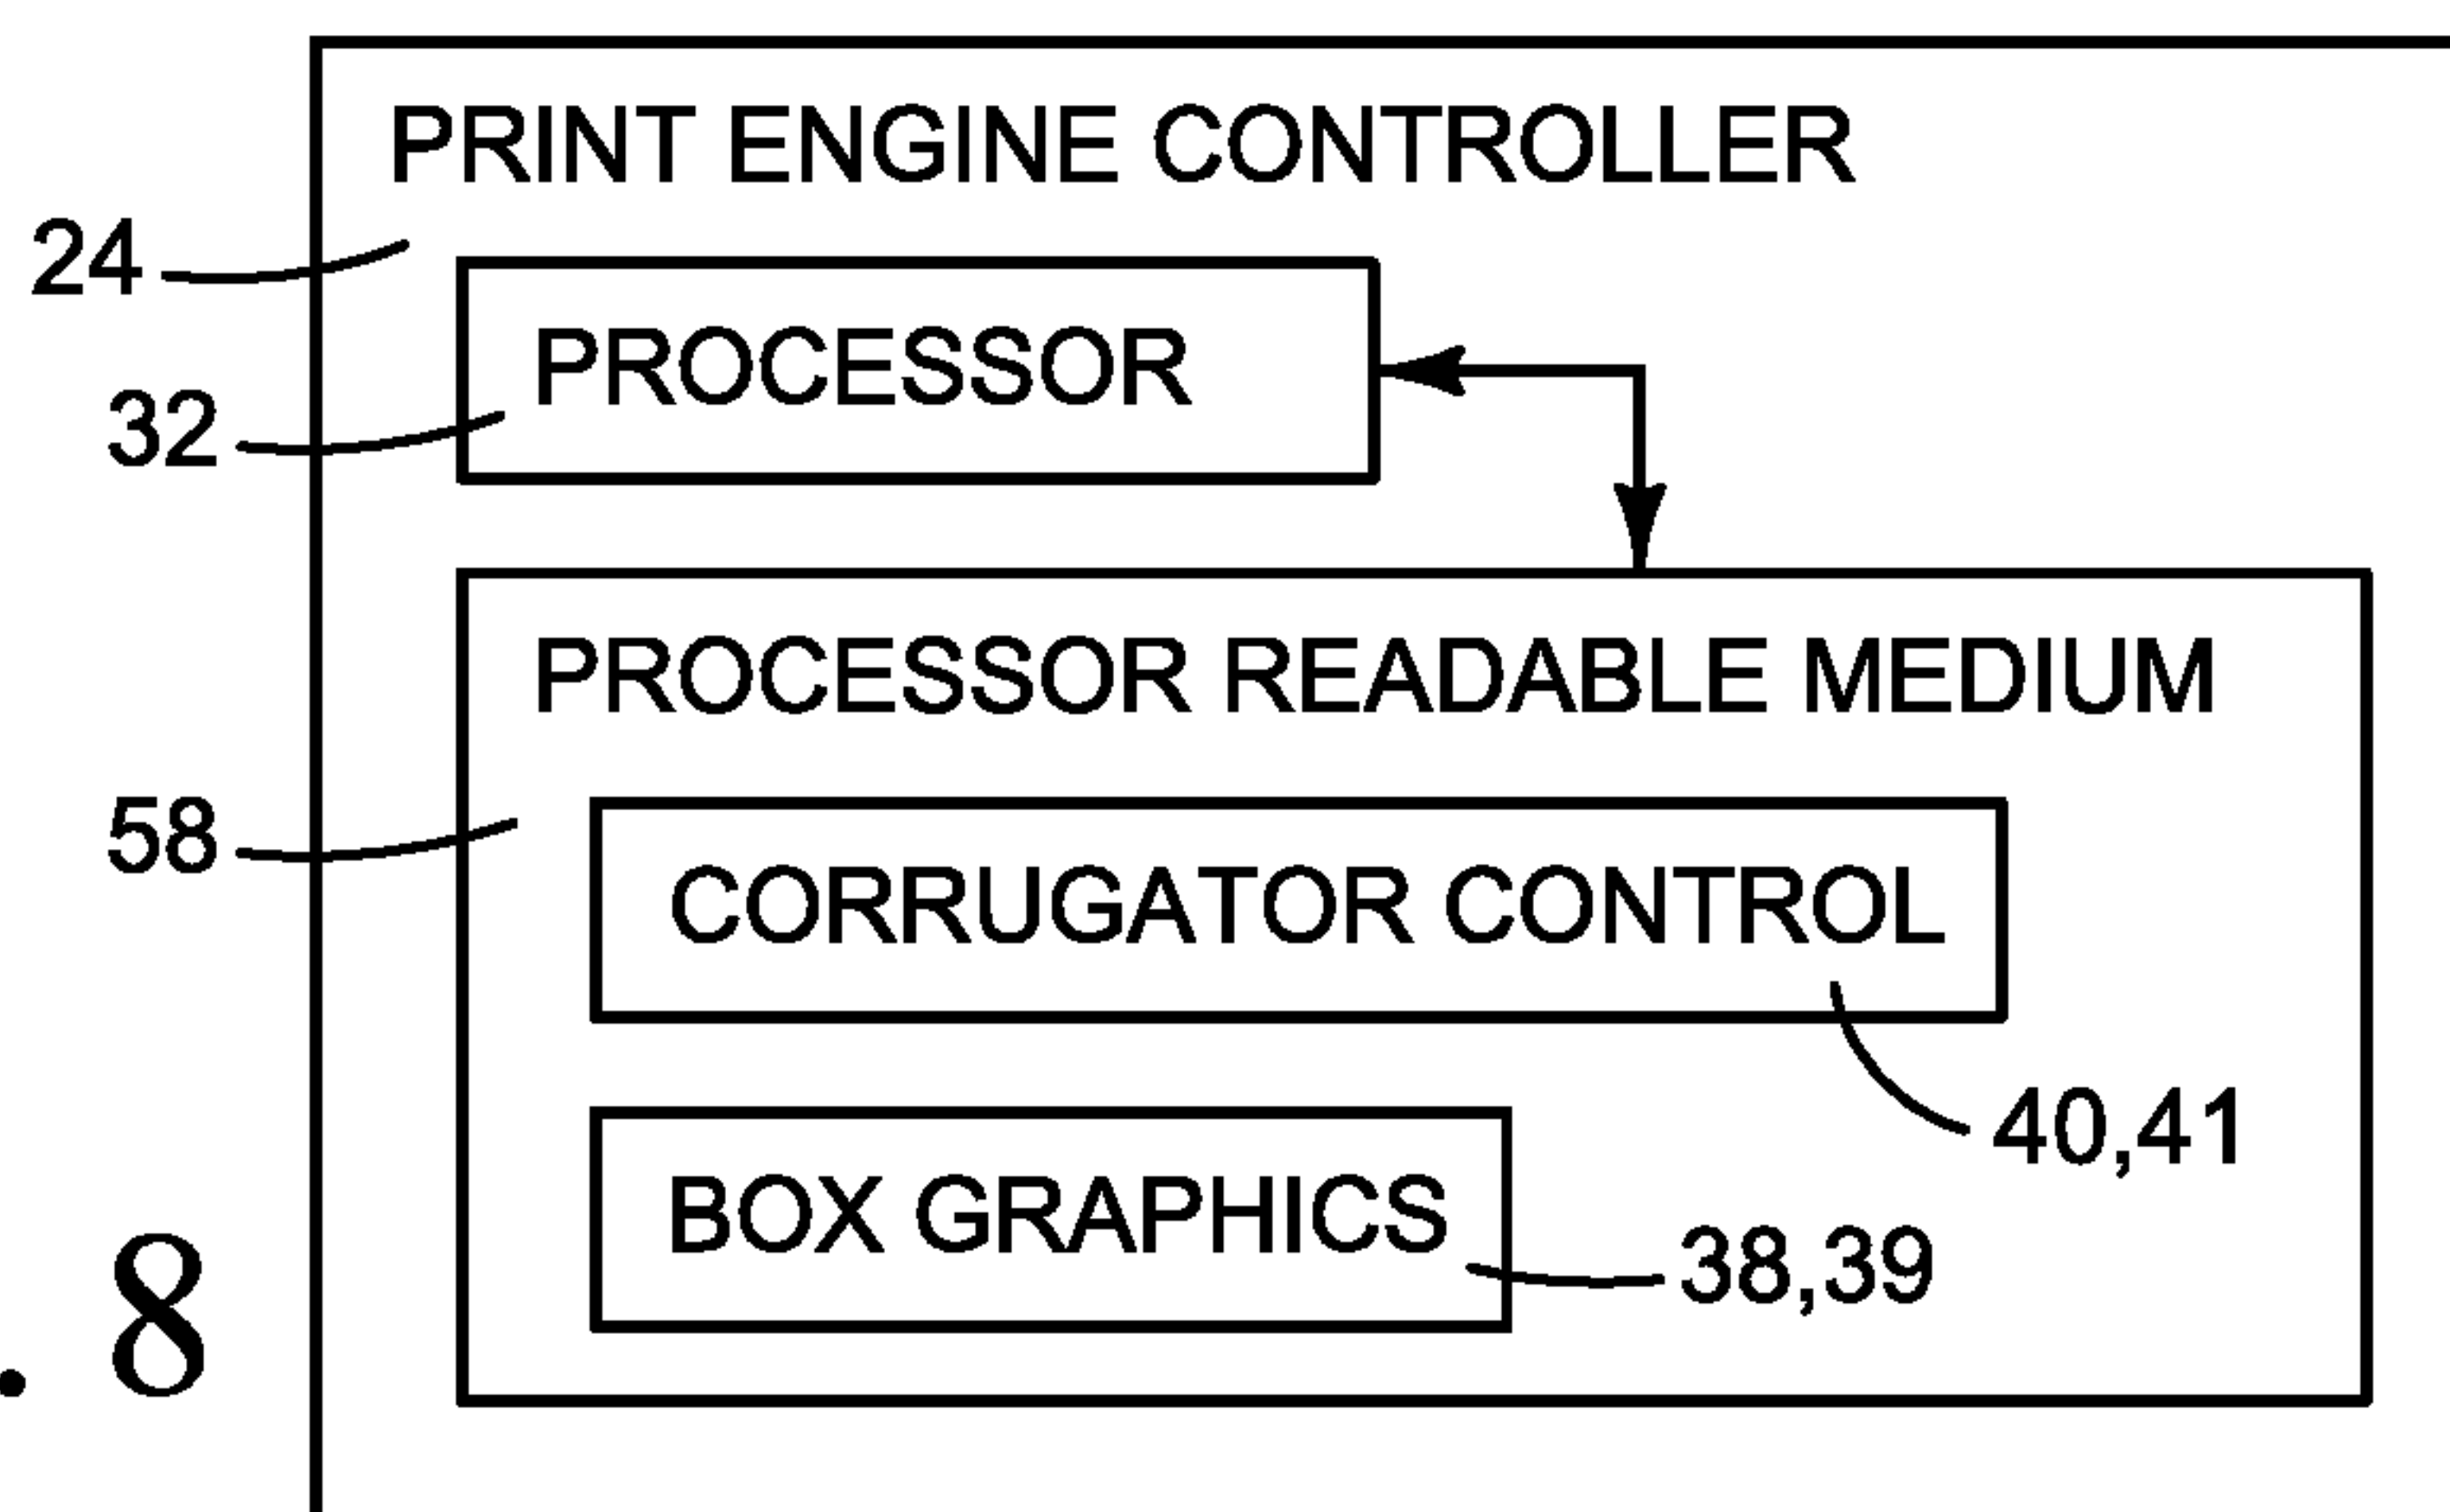 PRINT ENGINE CONTROLLER
24
PROCESSOR
32
PROCESSOR READABLE MEDIUM
58
CORRUGATOR CONTROL
40,41
BOX GRAPHICS
38,39
. 8